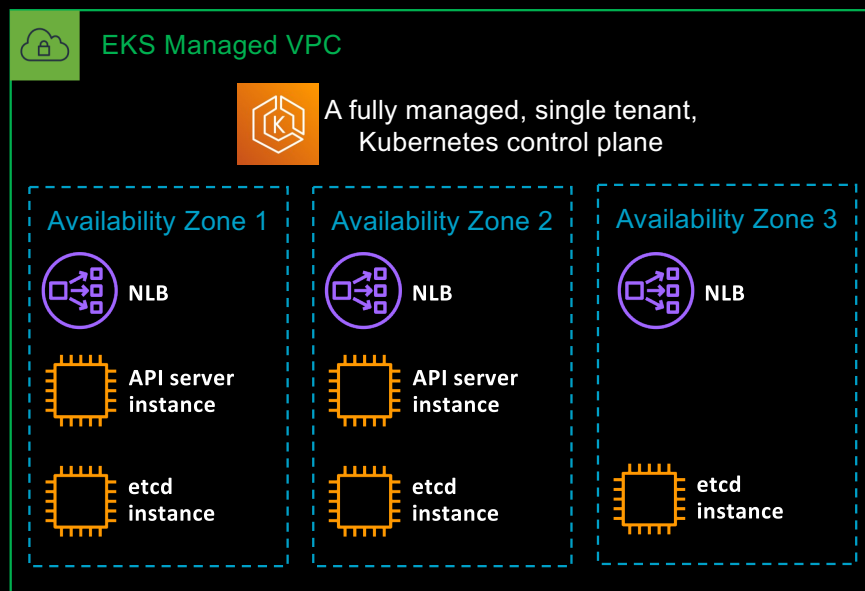 EKS Managed VPC
K
A fully managed, single tenant,
Kubernetes control plane
Availability Zone 1
NLB
API server
instance
etcd
instance
Availability Zone 2
NLB
API server
instance
etcd
instance
Availability Zone 3
NLB
etcd
instance